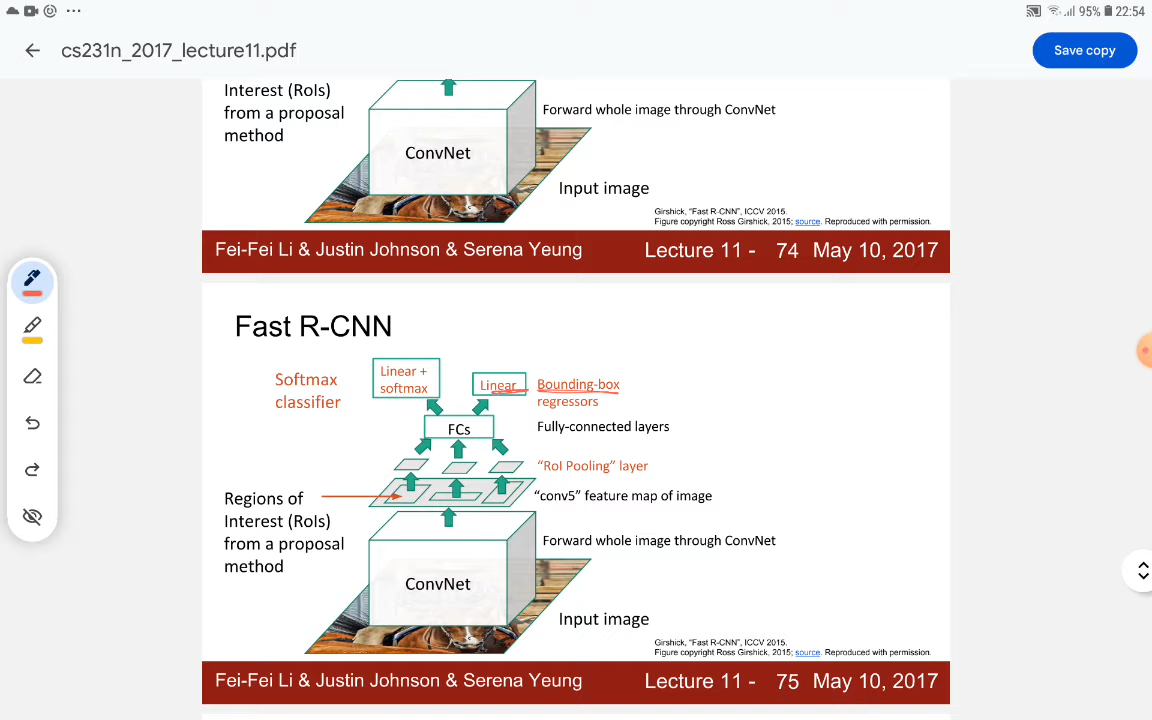 22:54
95%
cs231n_2017_lecture11.pdf
Save copy
Interest (RoIs)
from a proposal
method
Forward whole image through ConvNet
ConvNet
Input image
Girshick, “Fast R-CNN”, ICCV 2015.
Figure copyright Ross Girshick, 2015; source. Reproduced with permission.
Fei-Fei Li & Justin Johnson & Serena Yeung
Lecture 11 - 74 May 10, 2017
Fast R-CNN
Softmax
classifier
Linear +
softmax
Linear
Bounding-box
regressors
FCs
Fully-connected layers
“RoI Pooling” layer
Regions of
Interest (RoIs)
from a proposal
method
“conv5” feature map of image
Forward whole image through ConvNet
ConvNet
Input image
Girshick, “Fast R-CNN”, ICCV 2015.
Figure copyright Ross Girshick, 2015; source. Reproduced with permission.
Fei-Fei Li & Justin Johnson & Serena Yeung
Lecture 11 - 75 May 10, 2017